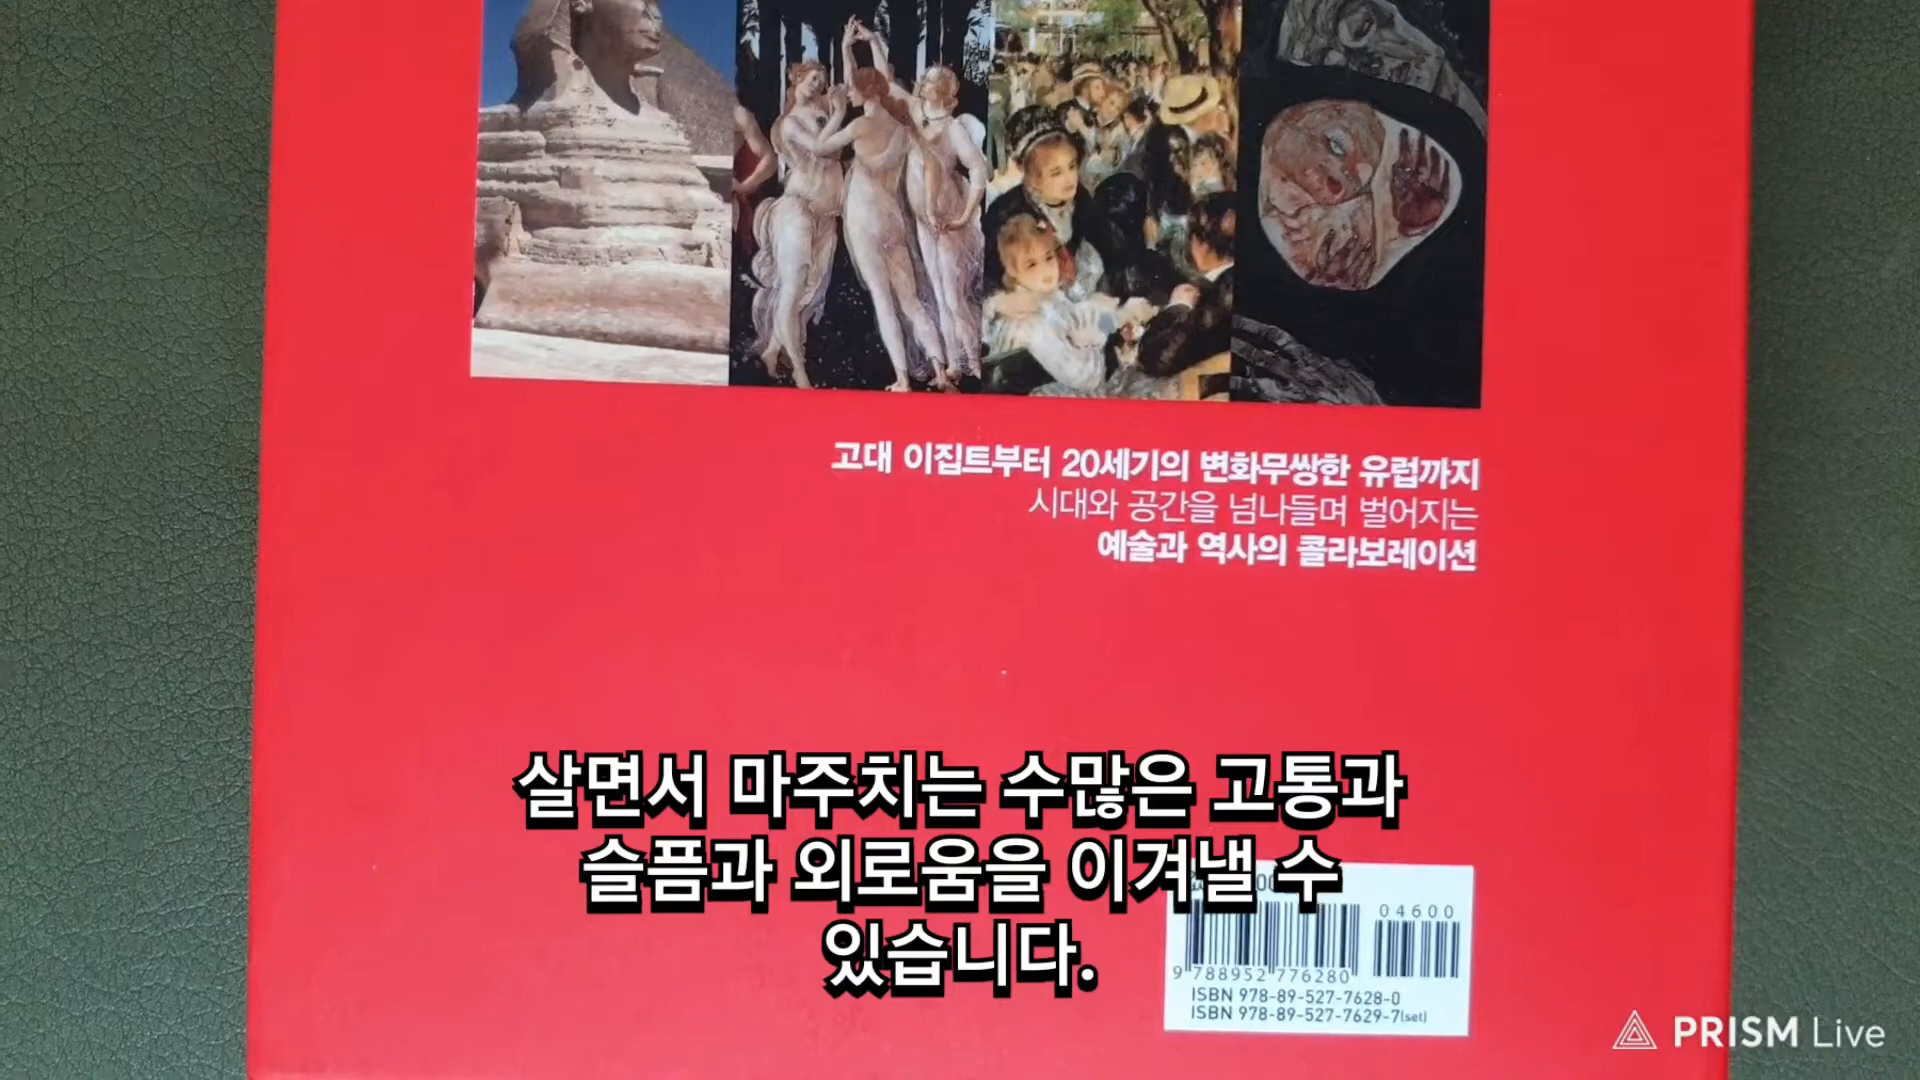 고대 이집트부터 20세기의 변화무쌍한 유럽까지
시대와 공간을 넘나들며 벌어지는
예술과 역사의 콜라보레이션
살면서 마주치는 수많은 고통과
슬픔과 외로움을 이겨낼 수
있습니다.
04600
9 788952 776280
ISBN 978-89-527-7628-0
ISBN 978-89-527-7629-7(set)
PRISM Live